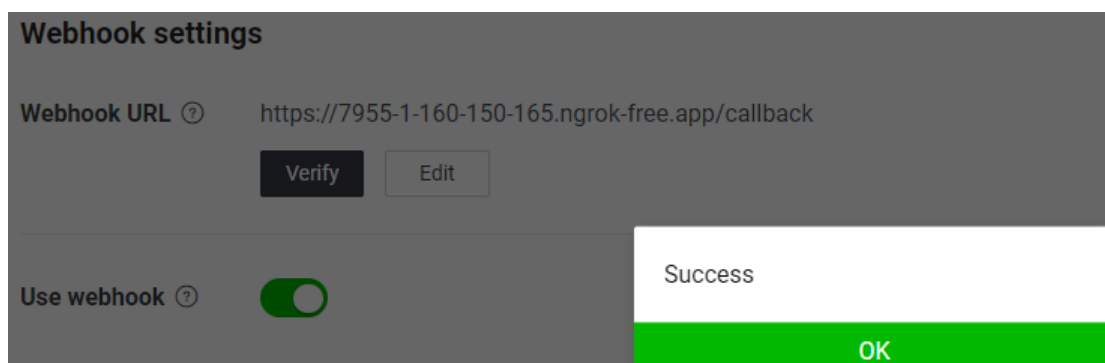 Webhook settings
Webhook URL ?
https://7955-1-160-150-165.ngrok-free.app/callback
Verify
Edit
Success
Use webhook ?
OK